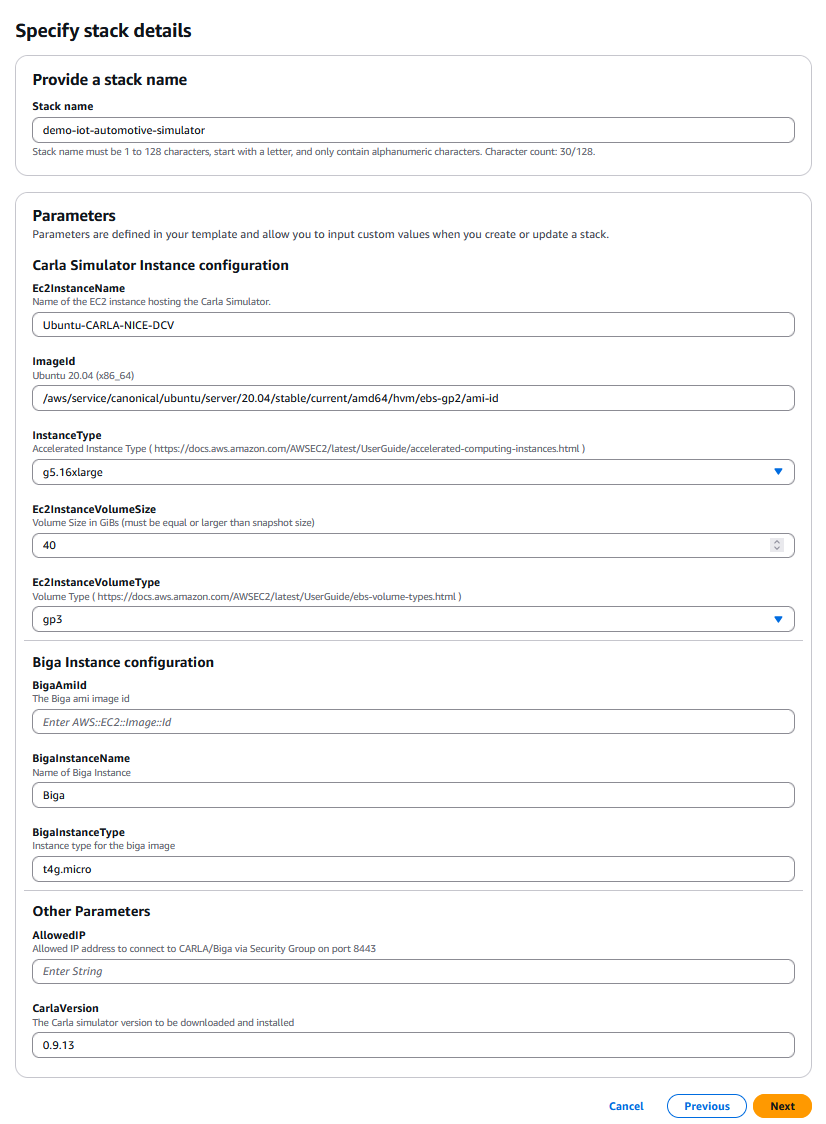 Specify stack details
Provide a stack name
Stack name
demo-iot-automotive-simulator
Stack name must be 1 to 128 characters, start with a letter, and only contain alphanumeric characters. Character count: 30/128.
Parameters
Parameters are defined in your template and allow you to input custom values when you create or update a stack.
Carla Simulator Instance configuration
Ec2InstanceName
Name of the EC2 instance hosting the Carla Simulator.
Ubuntu-CARLA-NICE-DCV
ImageId
Ubuntu 20.04 (x86_64)
/aws/service/canonical/ubuntu/server/20.04/stable/current/amd64/hvm/ebs-gp2/ami-id
InstanceType
Accelerated Instance Type ( https://docs.aws.amazon.com/AWSEC2/latest/UserGuide/accelerated-computing-instances.html )
g5.16xlarge
Ec2InstanceVolumeSize
Volume Size in GiBs (must be equal or larger than snapshot size)
40
Ec2InstanceVolumeType
Volume Type ( https://docs.aws.amazon.com/AWSEC2/latest/UserGuide/ebs-volume-types.html )
gp3
Biga Instance configuration
BigaAmiId
The Biga ami image id
Enter AWS::EC2::Image::Id
BigaInstanceName
Name of Biga Instance
Biga
BigaInstanceType
Instance type for the biga image
t4g.micro
Other Parameters
AllowedIP
Allowed IP address to connect to CARLA/Biga via Security Group on port 8443
Enter String
CarlaVersion
The Carla simulator version to be downloaded and installed
0.9.13
Cancel
Previous
Next